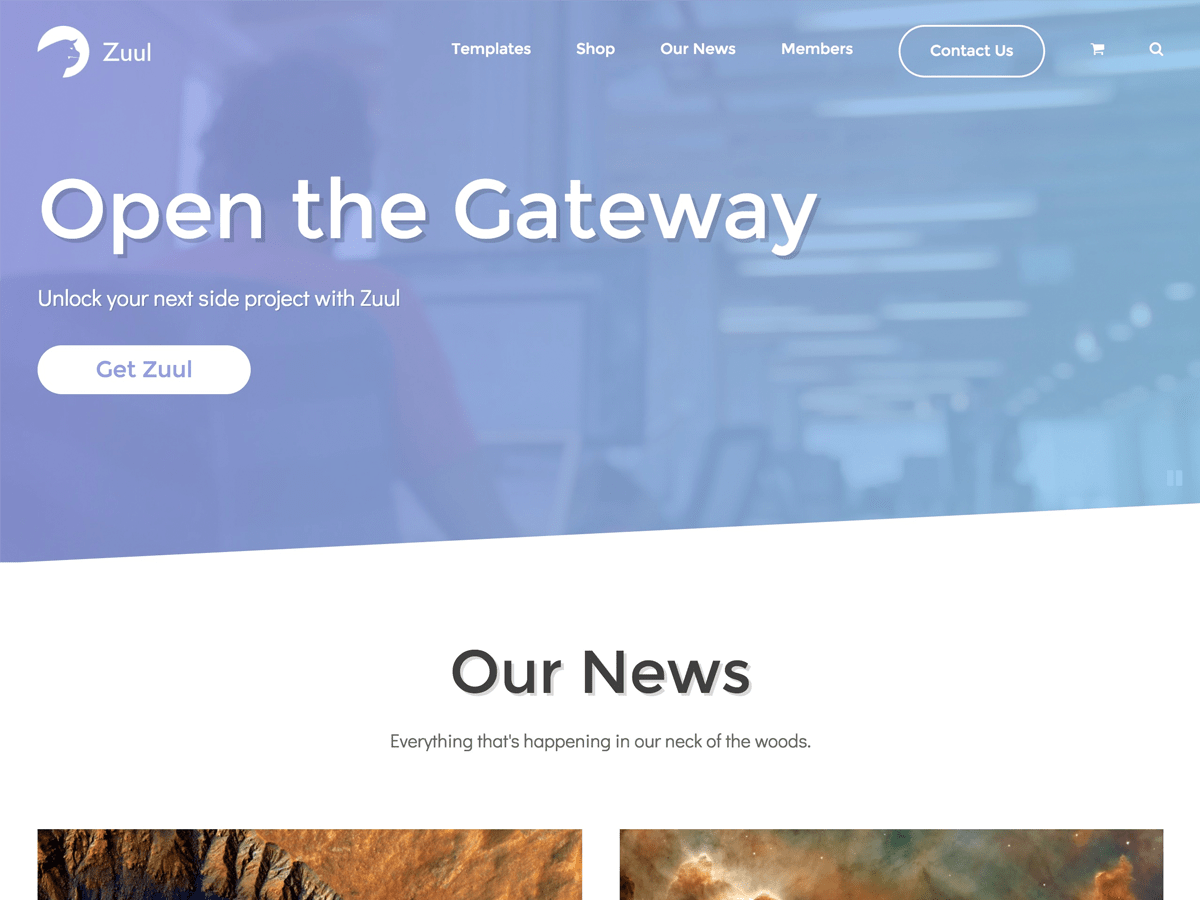 Zuul
Templates
Shop
Our News
Members
Contact Us
Open the Gateway
Unlock your next side project with Zuul
Get Zuul
Our News
Everything that's happening in our neck of the woods.